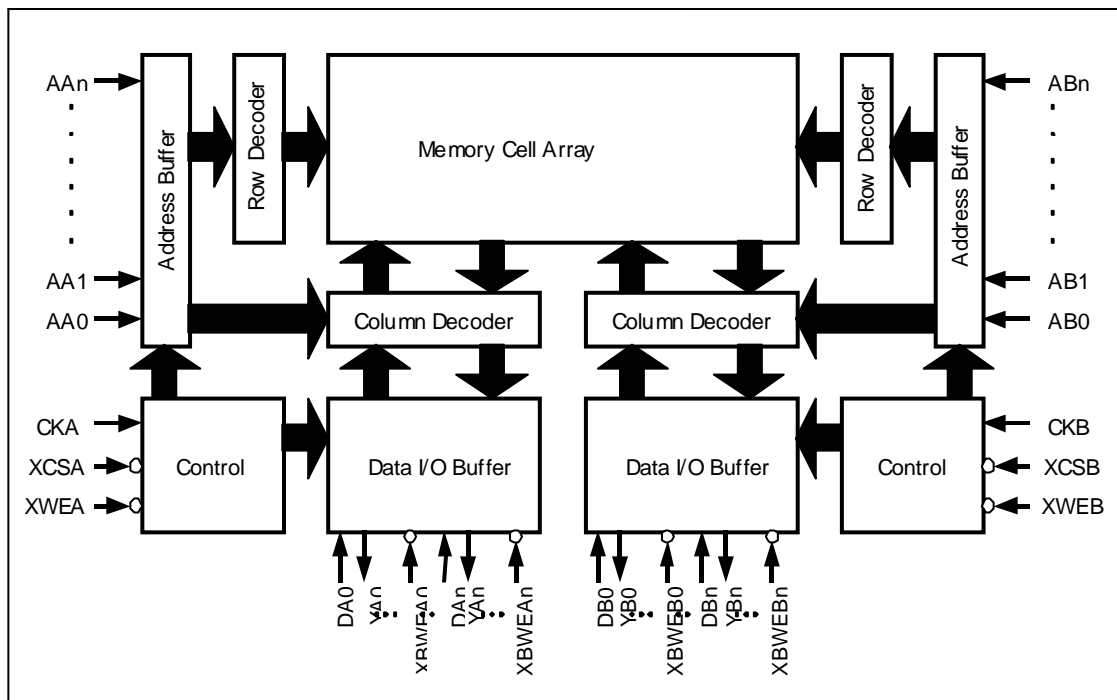 AAn
AA1
AA0
Address Buffer
Row Decoder
Memory Cell Array
Row Decoder
Address Buffer
ABn
AB1
AB0
Column Decoder
Column Decoder
CKA
XCSA
XWEA
Control
Data I/O Buffer
Data I/O Buffer
Control
CKB
XCSB
XWEB
DA0
YAn
XBWEAn
DAn
YAn
XBWEAn
DB0
YB0
XBWEB0
DBn
YBn
XBWEBn